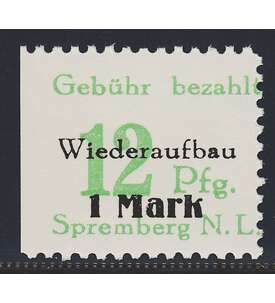 Gebühr bezahlt
Wiederaufbau
12 Pfg.
1 Mark
Spremberg N. L.